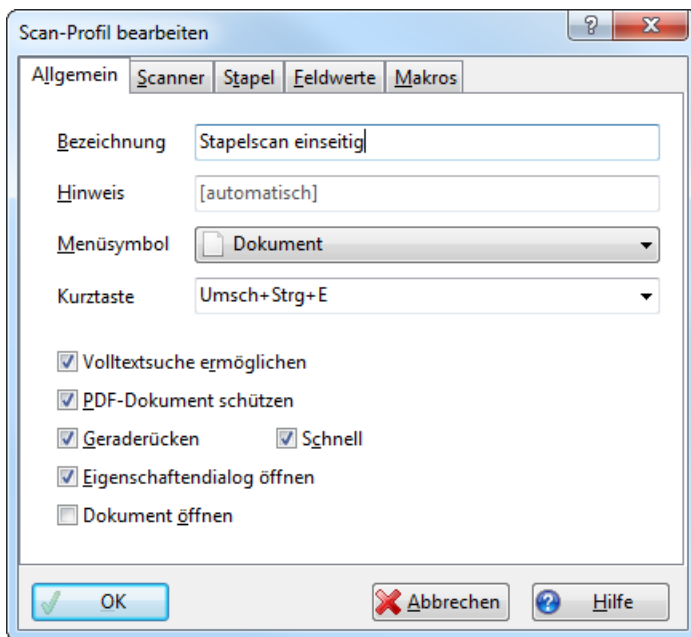 Scan-Profil bearbeiten
Allgemein Scanner Stapel Feldwerte Makros
Bezeichnung Stapelscan einseitig
Hinweis [automatisch]
Menüsymbol Dokument
Kurztaste Umsch+Strg+E
Volltextsuche ermöglichen
PDF-Dokument schützen
Geraderücken Schnell
Eigenschaftendialog öffnen
Dokument öffnen
OK Abbrechen Hilfe